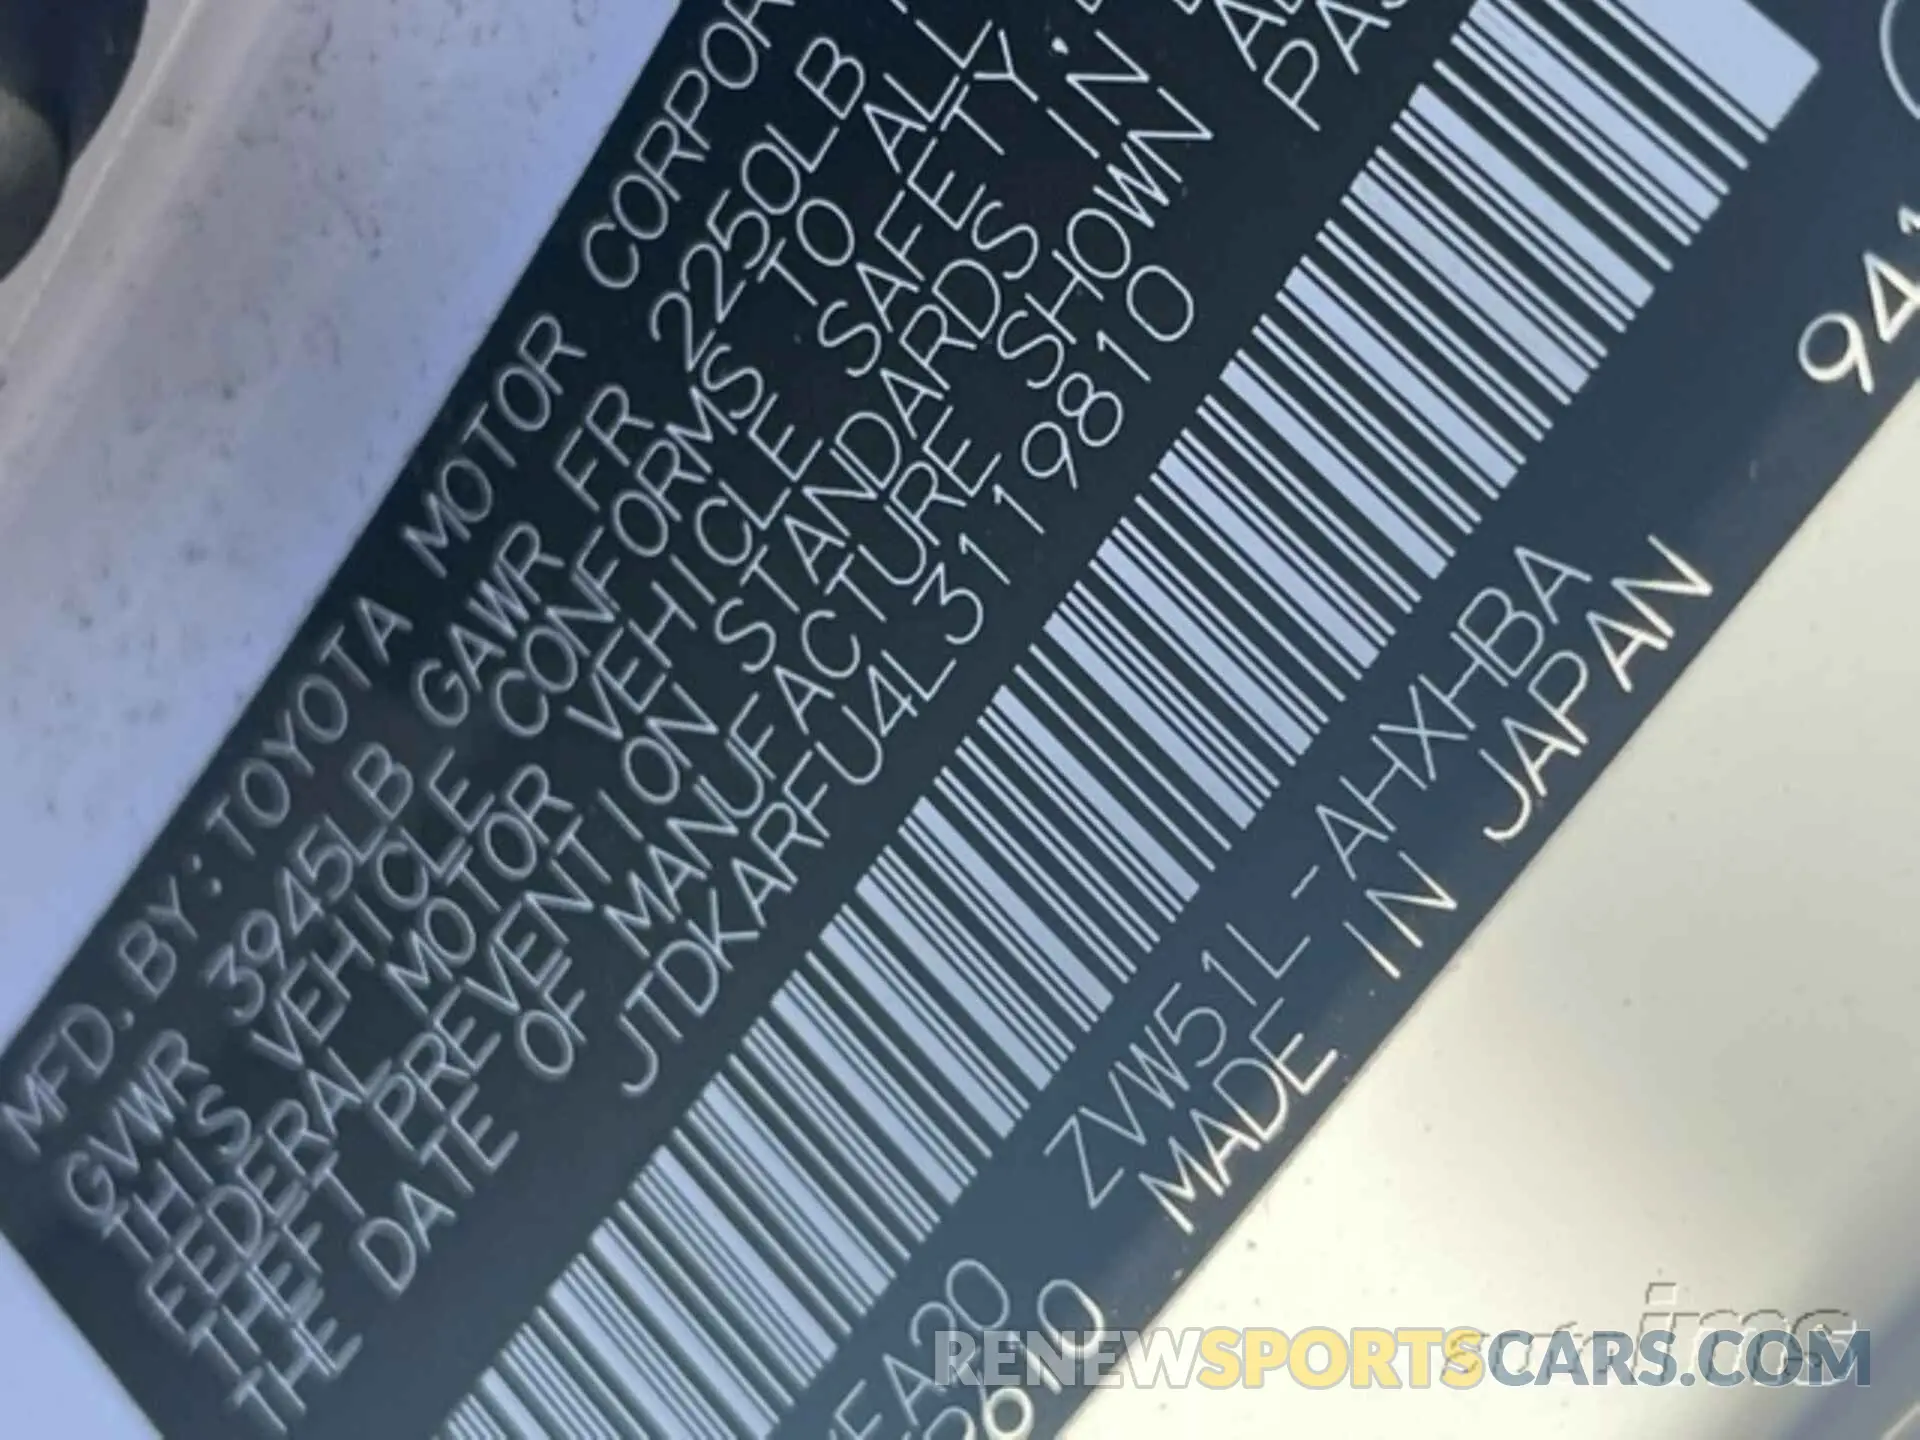 MFD. BY: TOYOTA MOTOR
GVWR 3945LB GAWR FR 2250LB
THIS VEHICLE CONFORMS TO ALL
FEDERAL MOTOR VEHICLE SAFETY,
THEFT PREVENTION STANDARDS IN
THE DATE OF MANUFACTURE SHOWN
JTDKARFU4L3119810
ZVW51L-AHXHBA
MADE IN JAPAN
RENEWSPORTSCARS.COM